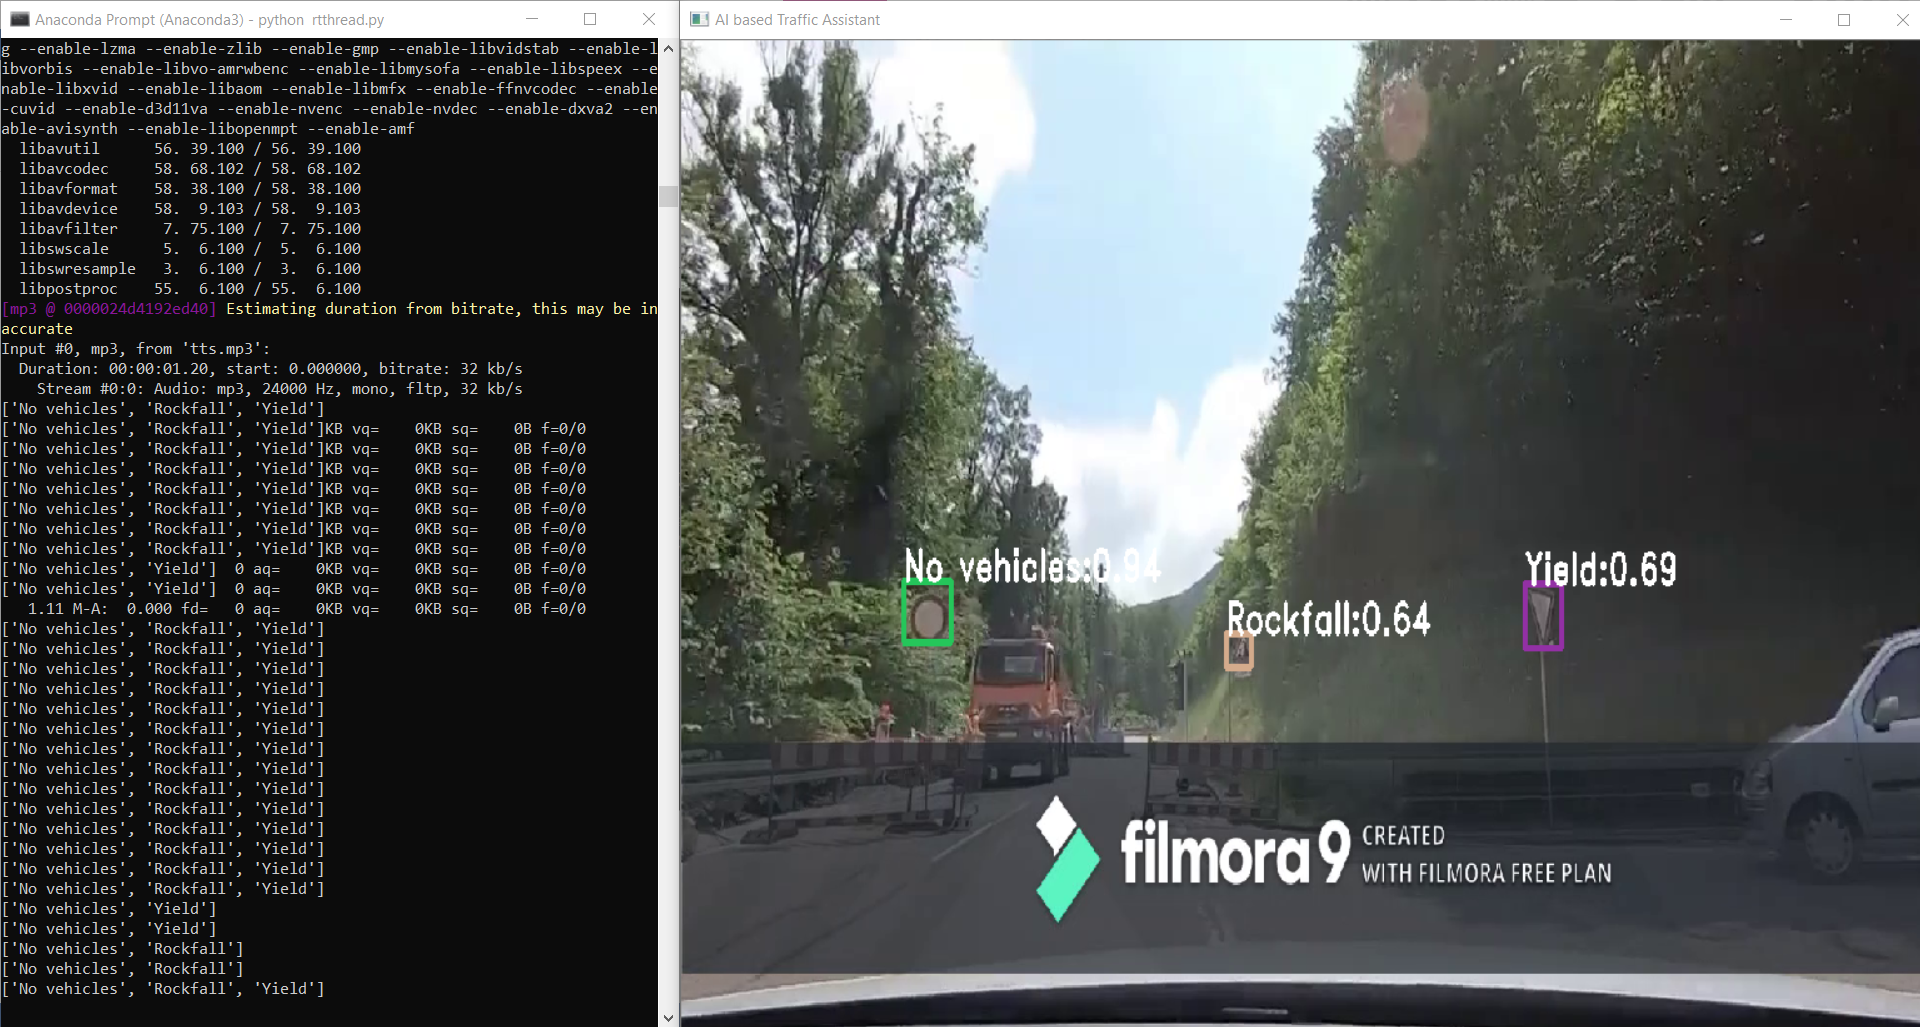 Anaconda Prompt (Anaconda3) - python  rtthread.py
g --enable-lzma --enable-zlib --enable-gmp --enable-libvidstab --enable-l
ibvorbis --enable-libvo-amrwbenc --enable-libmysofa --enable-libspeex --e
nable-libxvid --enable-libaom --enable-libmfx --enable-ffnvcodec --enable
-cuvid --enable-d3d11va --enable-nvenc --enable-nvdec --enable-dxva2 --en
able-avisynth --enable-libopenmpt --enable-amf
  libavutil      56. 39.100 / 56. 39.100
  libavcodec     58. 68.102 / 58. 68.102
  libavformat    58. 38.100 / 58. 38.100
  libavdevice    58.  9.103 / 58.  9.103
  libavfilter     7. 75.100 /  7. 75.100
  libswscale      5.  6.100 /  5.  6.100
  libswresample   3.  6.100 /  3.  6.100
  libpostproc    55.  6.100 / 55.  6.100
[mp3 @ 0000024d4192ed40] Estimating duration from bitrate, this may be in
accurate
Input #0, mp3, from 'tts.mp3':
  Duration: 00:00:01.20, start: 0.000000, bitrate: 32 kb/s
    Stream #0:0: Audio: mp3, 24000 Hz, mono, fltp, 32 kb/s
['No vehicles', 'Rockfall', 'Yield']
['No vehicles', 'Rockfall', 'Yield']KB vq=    0KB sq=    0B f=0/0
['No vehicles', 'Rockfall', 'Yield']KB vq=    0KB sq=    0B f=0/0
['No vehicles', 'Rockfall', 'Yield']KB vq=    0KB sq=    0B f=0/0
['No vehicles', 'Rockfall', 'Yield']KB vq=    0KB sq=    0B f=0/0
['No vehicles', 'Rockfall', 'Yield']KB vq=    0KB sq=    0B f=0/0
['No vehicles', 'Rockfall', 'Yield']KB vq=    0KB sq=    0B f=0/0
['No vehicles', 'Rockfall', 'Yield']KB vq=    0KB sq=    0B f=0/0
['No vehicles', 'Yield']  0 aq=    0KB vq=    0KB sq=    0B f=0/0
['No vehicles', 'Yield']  0 aq=    0KB vq=    0KB sq=    0B f=0/0
   1.11 M-A:  0.000 fd=   0 aq=    0KB vq=    0KB sq=    0B f=0/0
['No vehicles', 'Rockfall', 'Yield']
['No vehicles', 'Rockfall', 'Yield']
['No vehicles', 'Rockfall', 'Yield']
['No vehicles', 'Rockfall', 'Yield']
['No vehicles', 'Rockfall', 'Yield']
['No vehicles', 'Rockfall', 'Yield']
['No vehicles', 'Rockfall', 'Yield']
['No vehicles', 'Rockfall', 'Yield']
['No vehicles', 'Rockfall', 'Yield']
['No vehicles', 'Rockfall', 'Yield']
['No vehicles', 'Rockfall', 'Yield']
['No vehicles', 'Rockfall', 'Yield']
['No vehicles', 'Rockfall', 'Yield']
['No vehicles', 'Rockfall', 'Yield']
['No vehicles', 'Yield']
['No vehicles', 'Yield']
['No vehicles', 'Rockfall']
['No vehicles', 'Rockfall']
['No vehicles', 'Rockfall', 'Yield']
AI based Traffic Assistant
No vehicles:0.94
Yield:0.69
Rockfall:0.64
filmora 9
CREATED
WITH FILMORA FREE PLAN